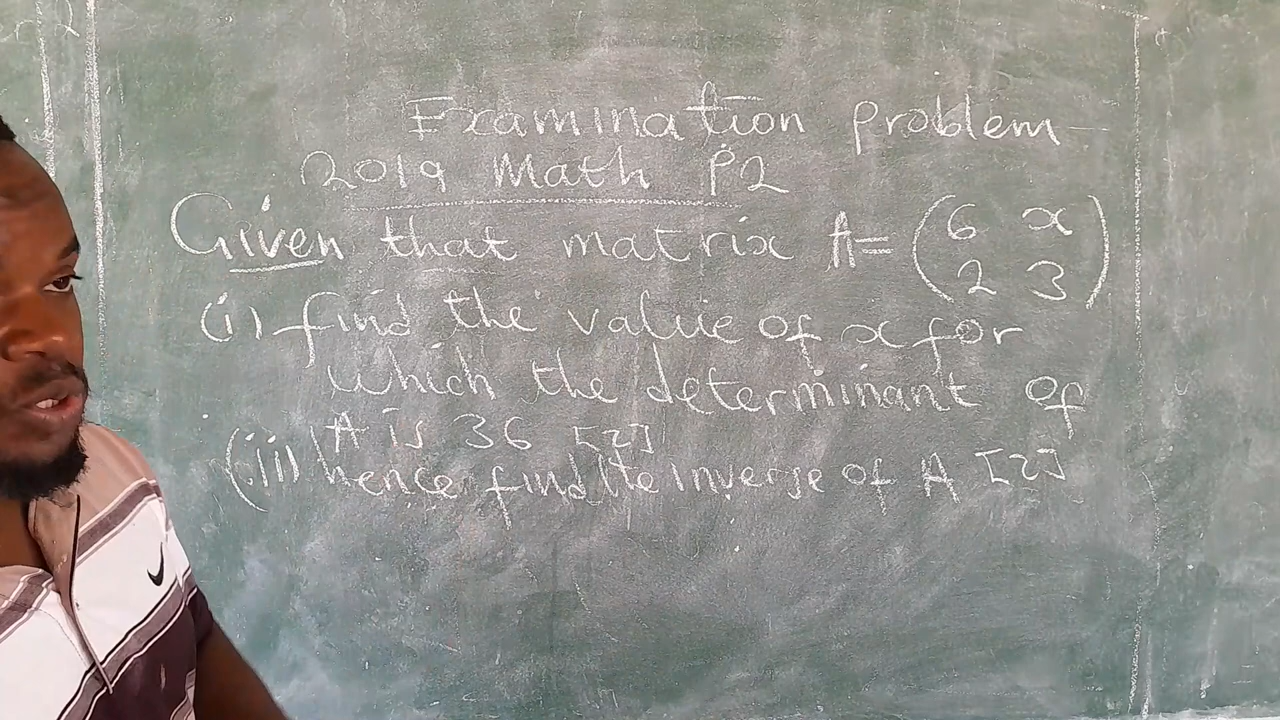 Examination problem
2019 Math P2
Given that matrix A= (6 x
2 3)
(i) find the value of x for
which the determinant of
A is 36 [2]
(ii) hence find the inverse of A [2]